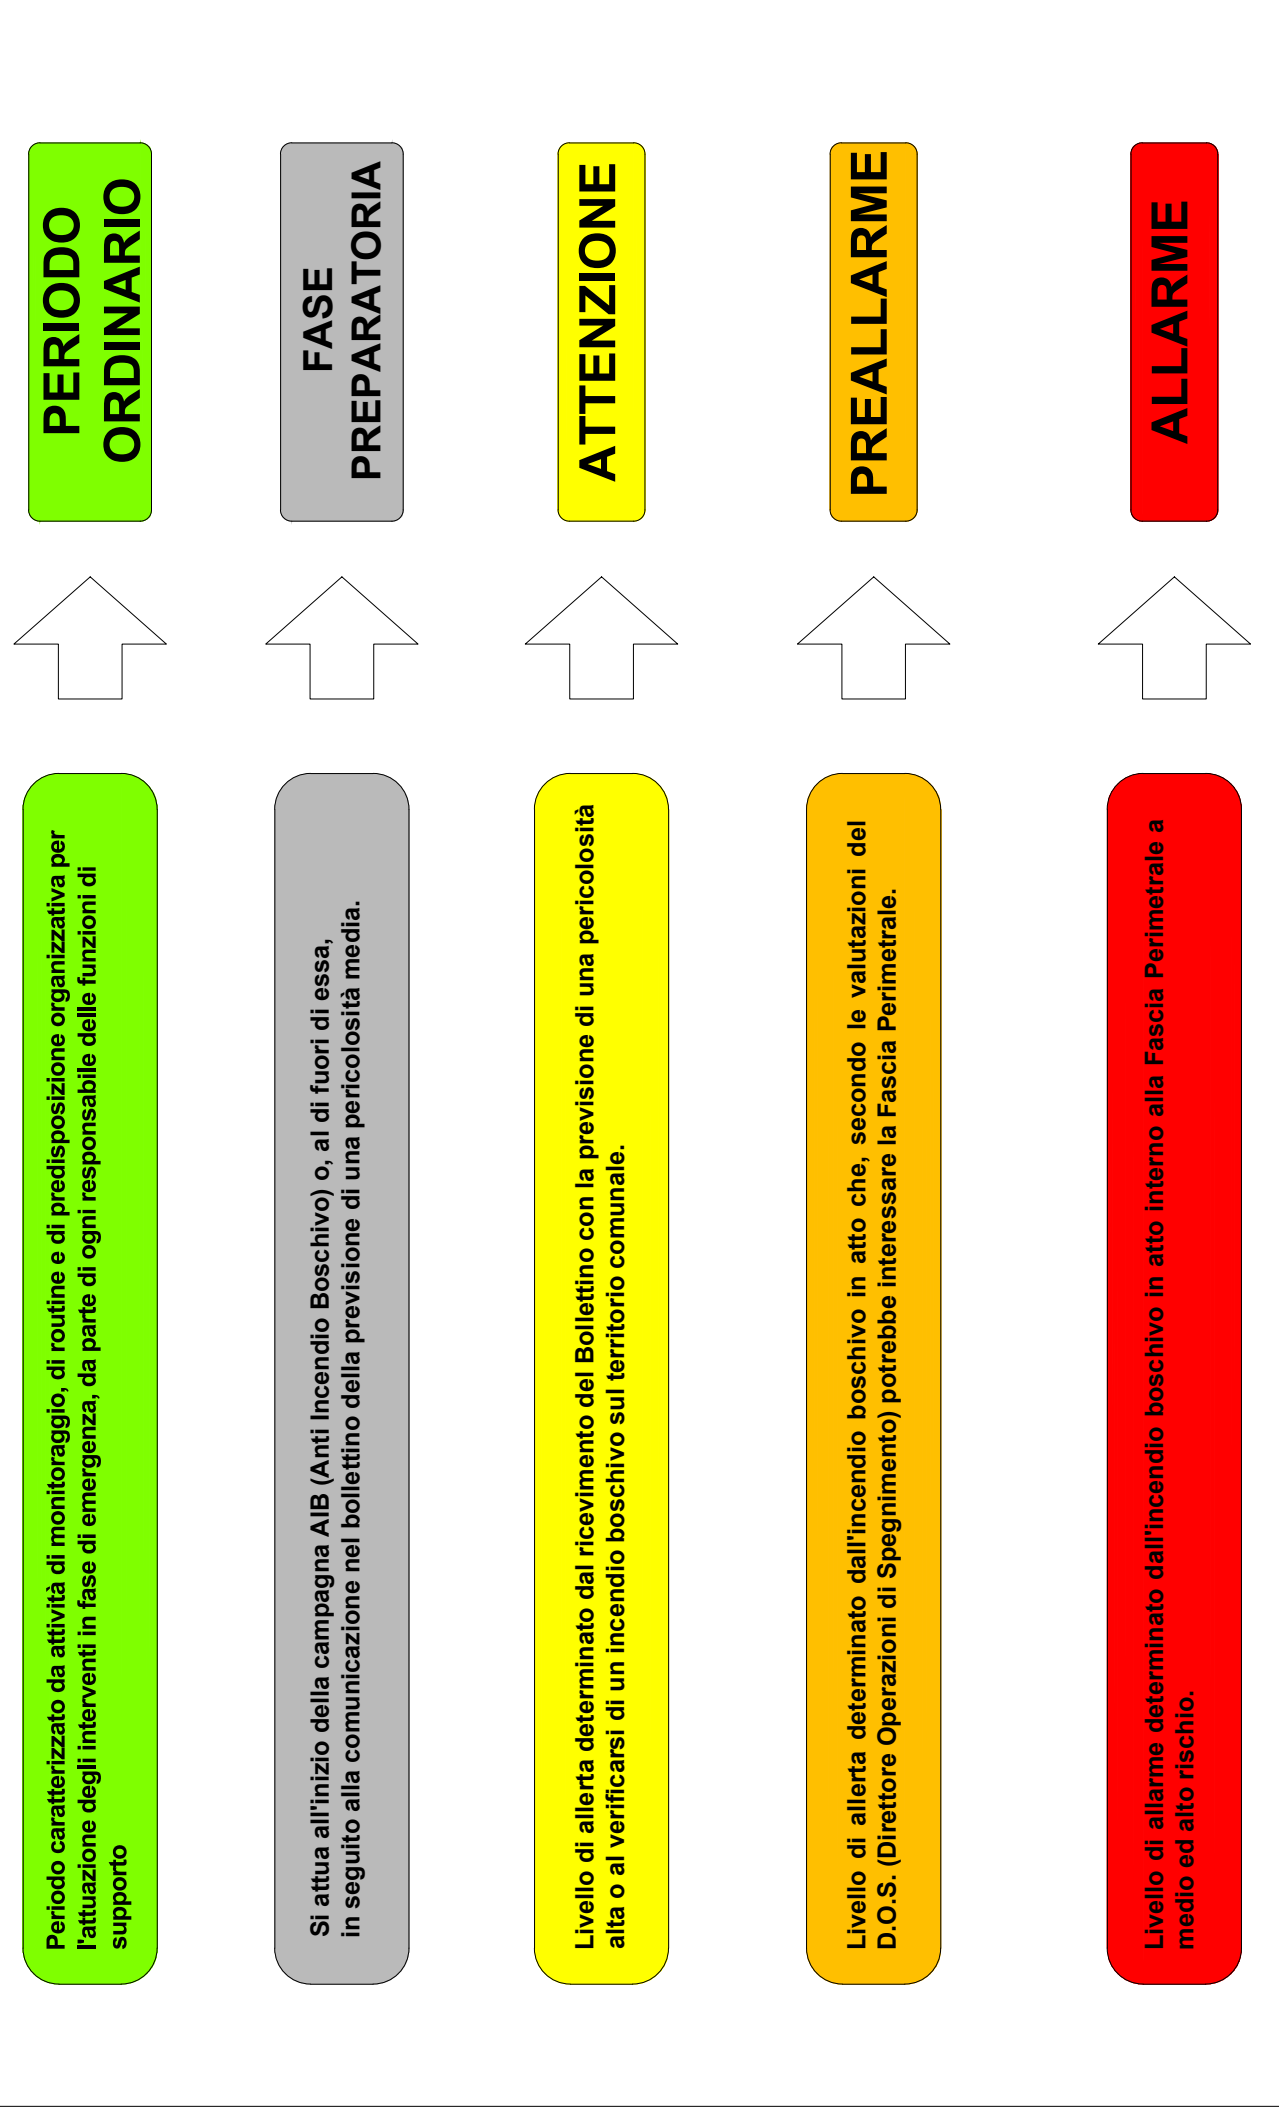 Periodo caratterizzato da attività di monitoraggio, di routine e di predisposizione organizzativa per
l'attuazione degli interventi in fase di emergenza, da parte di ogni responsabile delle funzioni di
supporto
PERIODO
ORDINARIO
Si attua all'inizio della campagna AIB (Anti Incendio Boschivo) o, al di fuori di essa,
in seguito alla comunicazione nel bollettino della previsione di una pericolosità media.
FASE
PREPARATORIA
Livello di allerta determinato dal ricevimento del Bollettino con la previsione di una pericolosità
alta o al verificarsi di un incendio boschivo sul territorio comunale.
ATTENZIONE
Livello di allerta determinato dall'incendio boschivo in atto che, secondo le valutazioni del
D.O.S. (Direttore Operazioni di Spegnimento) potrebbe interessare la Fascia Perimetrale.
PREALLARME
Livello di allarme determinato dall'incendio boschivo in atto interno alla Fascia Perimetrale a
medio ed alto rischio.
ALLARME